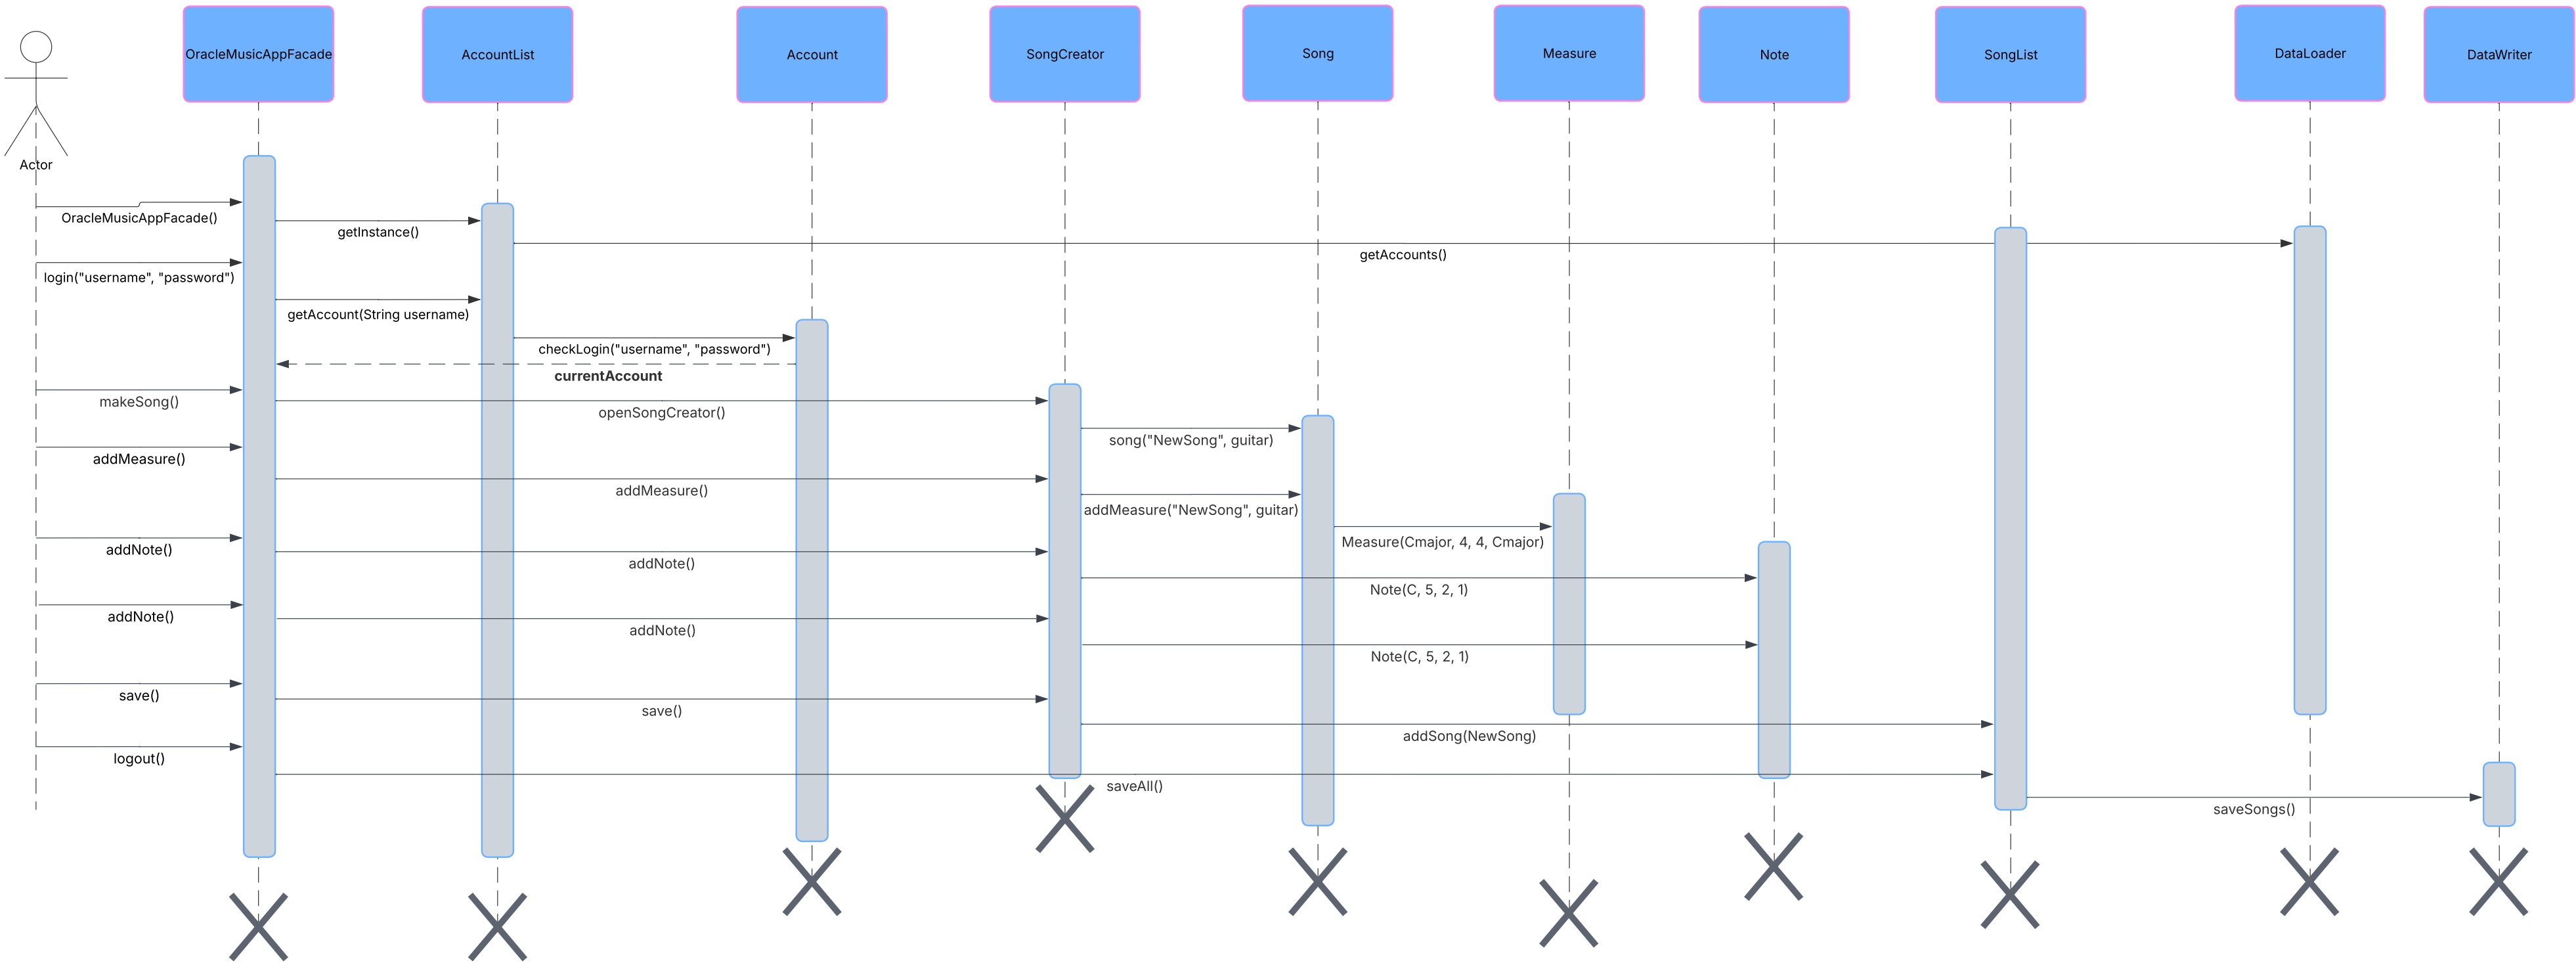 OracleMusicAppFacade
AccountList
Account
SongCreator
Song
Measure
Note
SongList
DataLoader
DataWriter
Actor
OracleMusicAppFacade()
getInstance()
getAccounts()
login("username", "password")
getAccount(String username)
checkLogin("username", "password")
currentAccount
makeSong()
openSongCreator()
song("NewSong", guitar)
addMeasure()
addMeasure()
addMeasure("NewSong", guitar)
Measure(Cmajor, 4, 4, Cmajor)
addNote()
addNote()
Note(C, 5, 2, 1)
addNote()
addNote()
Note(C, 5, 2, 1)
save()
save()
addSong(NewSong)
logout()
saveAll()
saveSongs()